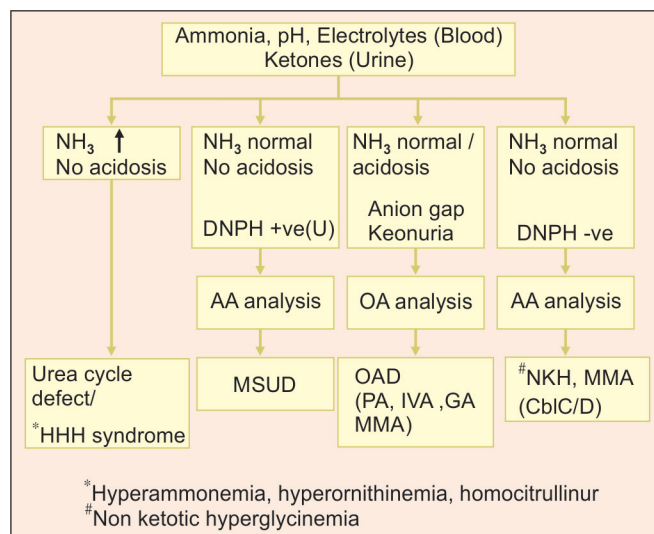 Ammonia, pH, Electrolytes (Blood)
Ketones (Urine)
NH₃ ↑
No acidosis
NH₃ normal
No acidosis
DNPH +ve(U)
NH₃ normal /
acidosis
Anion gap
Keonuria
NH₃ normal
No acidosis
DNPH -ve
AA analysis
OA analysis
AA analysis
Urea cycle
defect/
*HHH syndrome
MSUD
OAD
(PA, IVA ,GA
MMA)
#NKH, MMA
(CblC/D)
*Hyperammonemia, hyperornithinemia, homocitrullinur
#Non ketotic hyperglycinemia